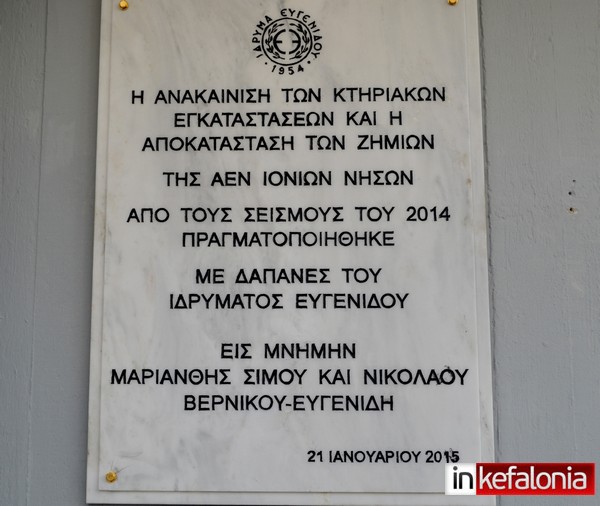 ΙΔΡΥΜΑ ΕΥΓΕΝΙΔΟΥ
· 1954 ·
Η ΑΝΑΚΑΙΝΙΣΗ ΤΩΝ ΚΤΗΡΙΑΚΩΝ
ΕΓΚΑΤΑΣΤΑΣΕΩΝ ΚΑΙ Η
ΑΠΟΚΑΤΑΣΤΑΣΗ ΤΩΝ ΖΗΜΙΩΝ
ΤΗΣ ΑΕΝ ΙΟΝΙΩΝ ΝΗΣΩΝ
ΑΠΟ ΤΟΥΣ ΣΕΙΣΜΟΥΣ ΤΟΥ 2014
ΠΡΑΓΜΑΤΟΠΟΙΗΘΗΚΕ
ΜΕ ΔΑΠΑΝΕΣ ΤΟΥ
ΙΔΡΥΜΑΤΟΣ ΕΥΓΕΝΙΔΟΥ
ΕΙΣ ΜΝΗΜΗΝ
ΜΑΡΙΑΝΘΗΣ ΣΙΜΟΥ ΚΑΙ ΝΙΚΟΛΑΟΥ
ΒΕΡΝΙΚΟΥ-ΕΥΓΕΝΙΔΗ
21 ΙΑΝΟΥΑΡΙΟΥ 2015
inkefalonia